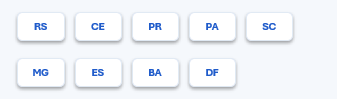 RS CE PR PA SC
MG ES BA DF